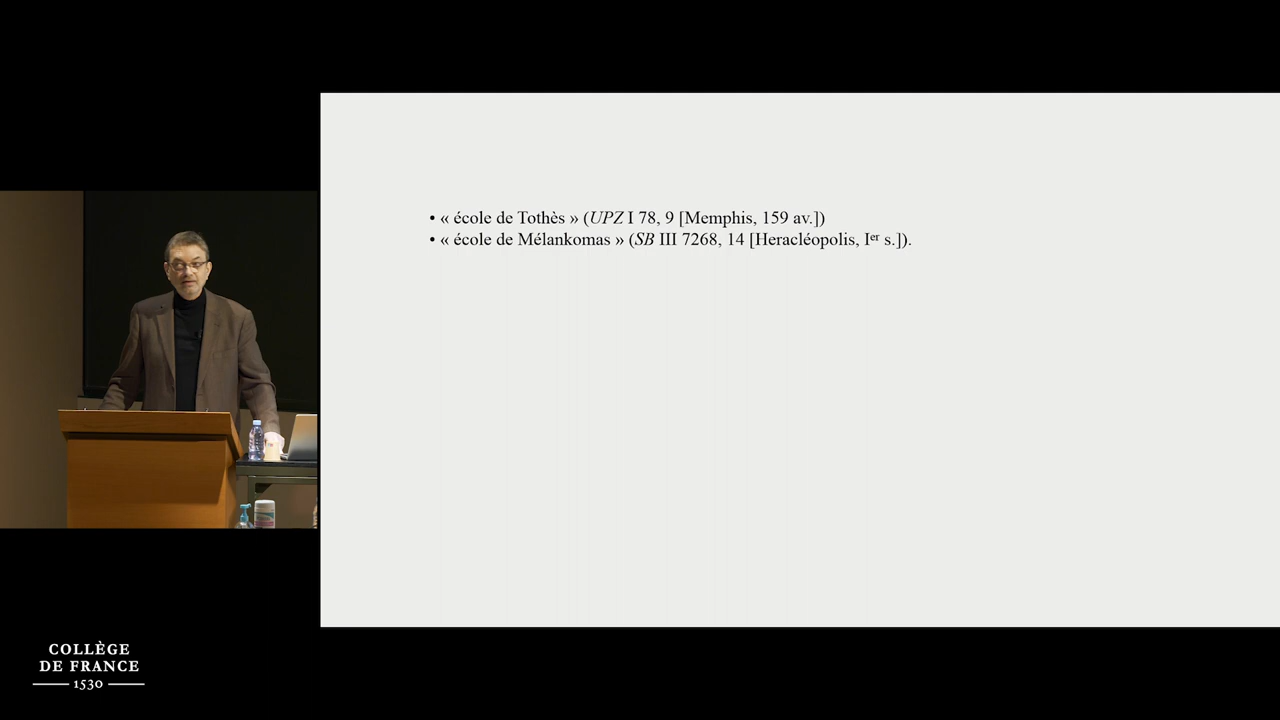 • « école de Tothès » (UPZ I 78, 9 [Memphis, 159 av.])
• « école de Mélankomas » (SB III 7268, 14 [Heracléopolis, Iᵉʳ s.]).
COLLÈGE
DE FRANCE
1530